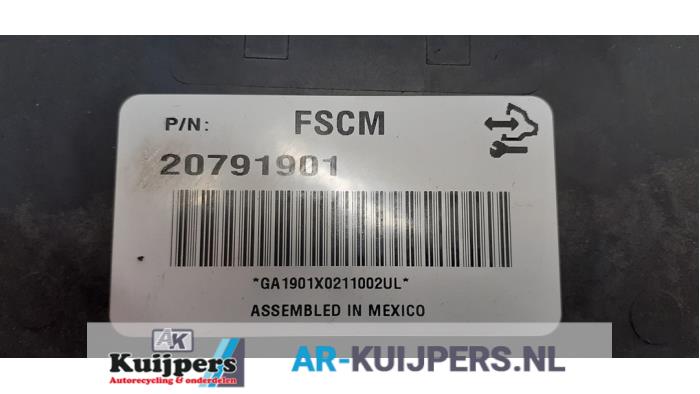 P/N: FSCM
20791901
*GA1901X0211002UL*
ASSEMBLED IN MEXICO
AK
Kuijpers
Autorecycling & onderdelen
AR-KUIJPERS.NL